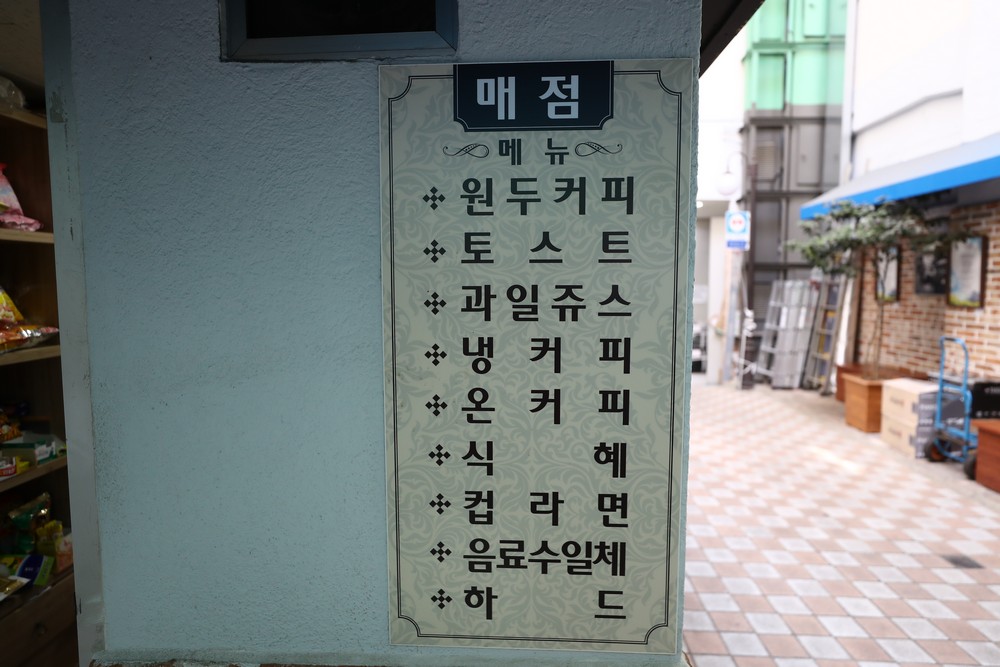 매점
메뉴
원두커피
토스트
과일쥬스
냉커피
온커피
식혜
컵라면
음료수일체
하드